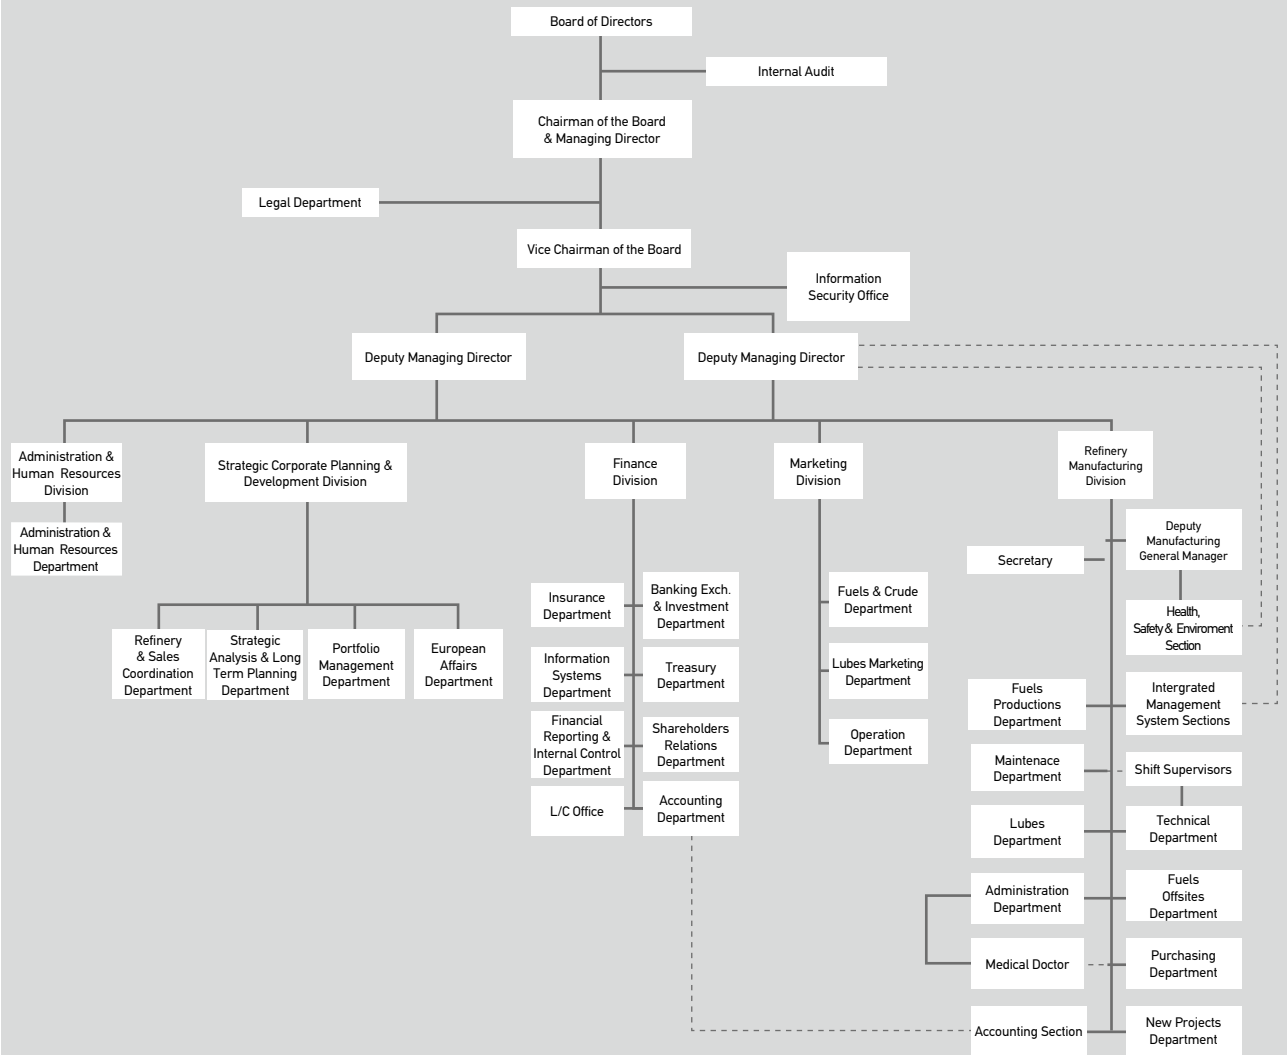 Board of Directors
Internal Audit
Chairman of the Board
& Managing Director
Legal Department
Vice Chairman of the Board
Information
Security Office
Deputy Managing Director
Deputy Managing Director
Administration &
Human Resources
Division
Administration &
Human Resources
Department
Strategic Corporate Planning &
Development Division
Refinery
& Sales
Coordination
Department
Strategic
Analysis & Long
Term Planning
Department
Portfolio
Management
Department
European
Affairs
Department
Finance
Division
Insurance
Department
Banking Exch.
& Investment
Department
Information
Systems
Department
Treasury
Department
Financial
Reporting &
Internal Control
Department
Shareholders
Relations
Department
L/C Office
Accounting
Department
Marketing
Division
Fuels & Crude
Department
Lubes Marketing
Department
Operation
Department
Refinery
Manufacturing
Division
Deputy
Manufacturing
General Manager
Secretary
Health,
Safety & Enviroment
Section
Fuels
Productions
Department
Intergrated
Management
System Sections
Maintenace
Department
Shift Supervisors
Lubes
Department
Technical
Department
Administration
Department
Fuels
Offsites
Department
Medical Doctor
Purchasing
Department
Accounting Section
New Projects
Department